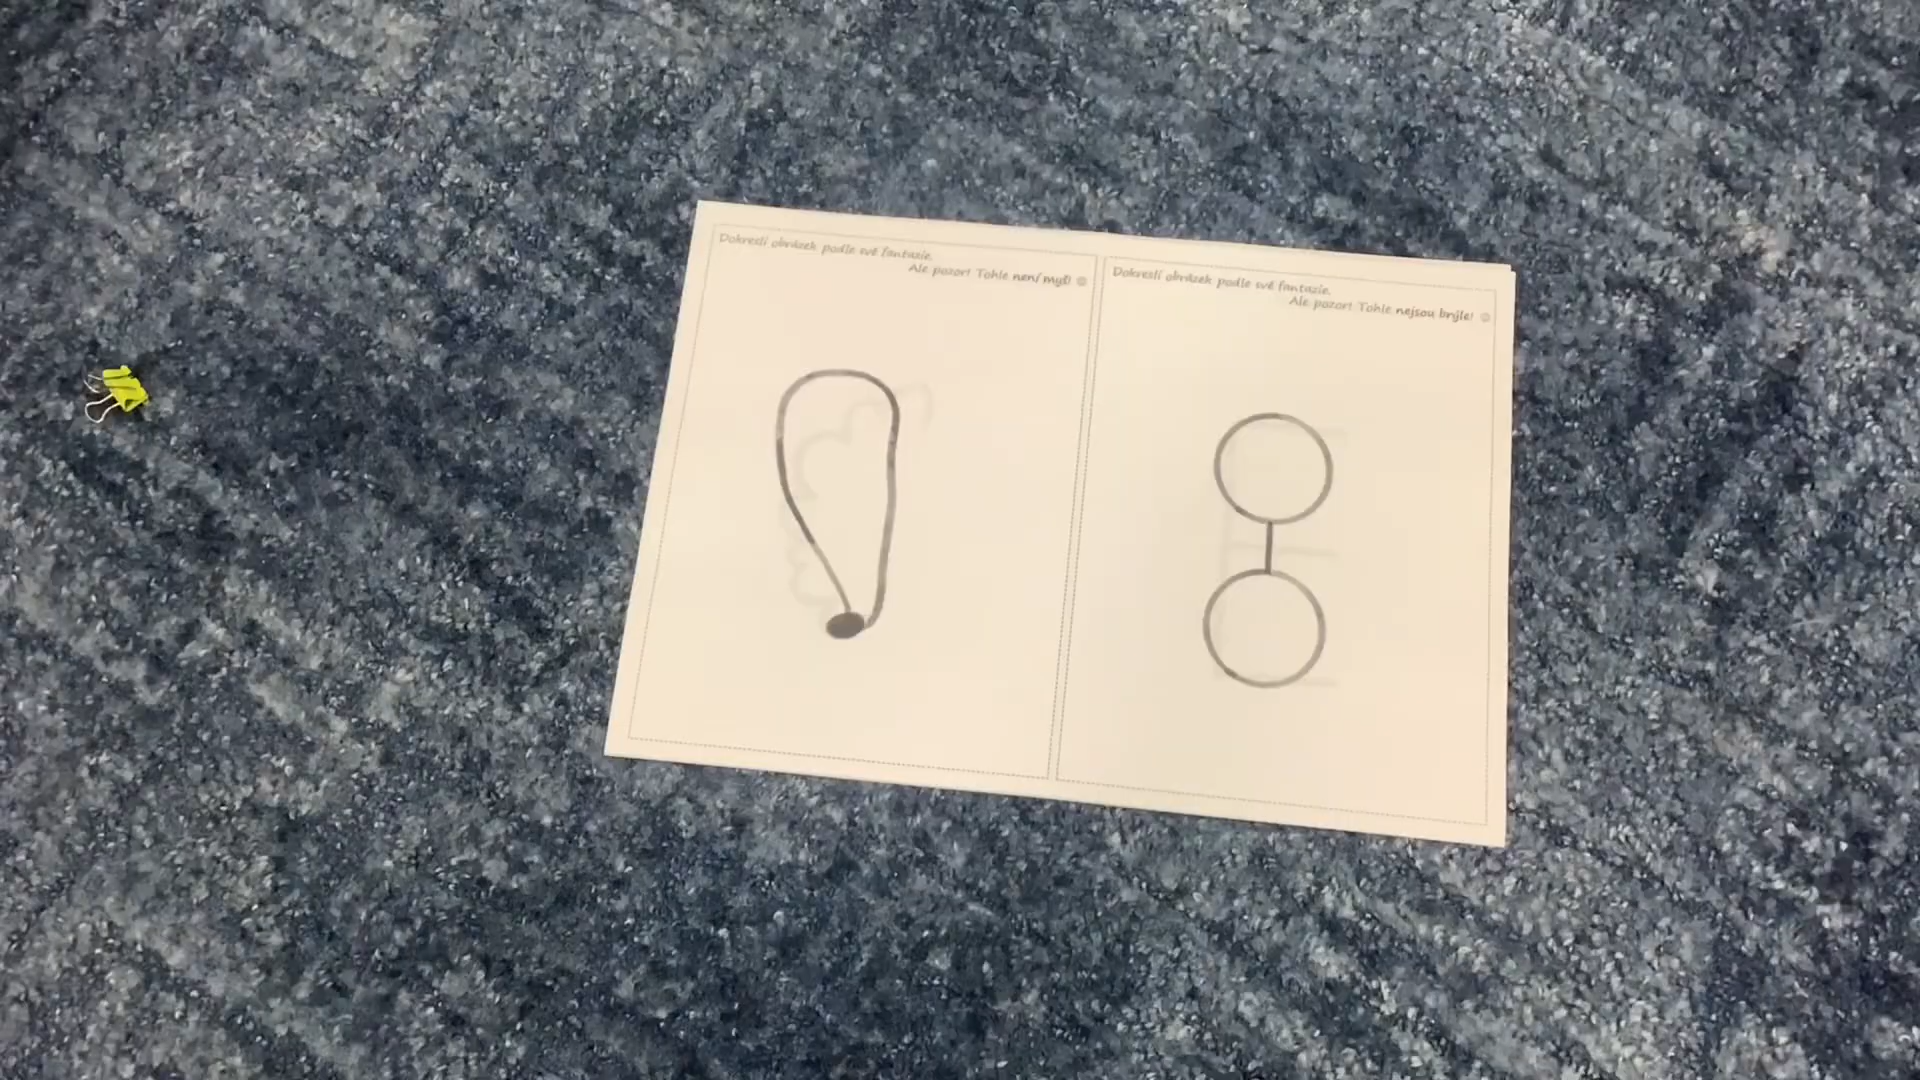 Dokresli obrázek podle své fantazie.
Ale pozor! Tohle není myš! ☺
Dokresli obrázek podle své fantazie.
Ale pozor! Tohle nejsou brýle! ☺